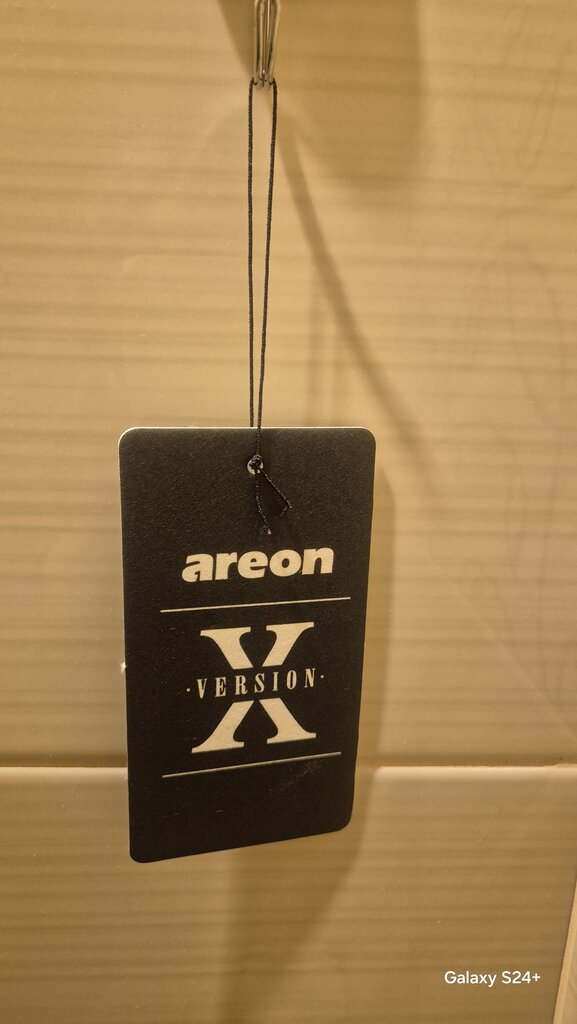 areon
X
·VERSION·
Galaxy S24+